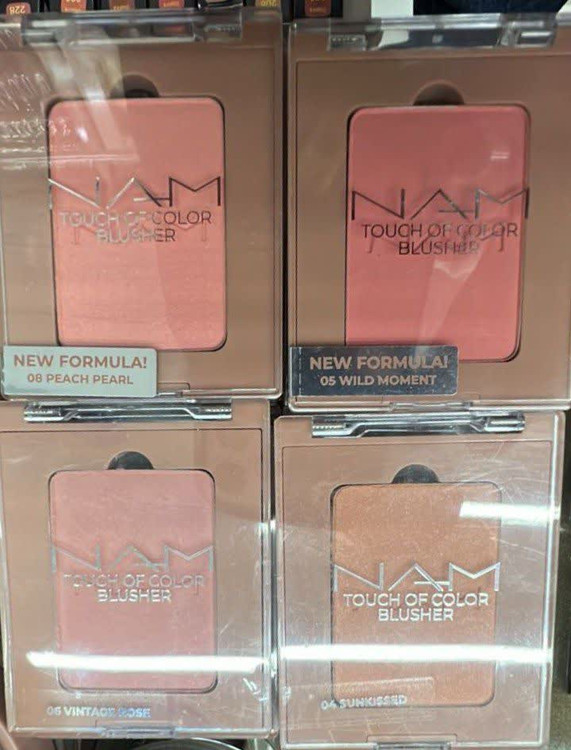 228
NAM
TOUCH OF COLOR
BLUSHER
NEW FORMULA!
08 PEACH PEARL
NAM
TOUCH OF COLOR
BLUSHER
NEW FORMULA!
05 WILD MOMENT
NAM
TOUCH OF COLOR
BLUSHER
06 VINTAGE ROSE
NAM
TOUCH OF COLOR
BLUSHER
04 SUNKISSED